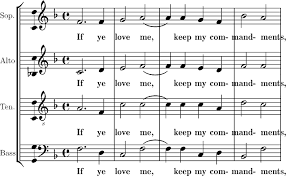 Sop.
If ye love me, keep my com- mand- ments,
Alto
If ye love me, keep my com- mand- ments,
Ten.
If ye love me, keep my com- mand- ments,
Bass
If ye love me, keep my com- mand- ments,